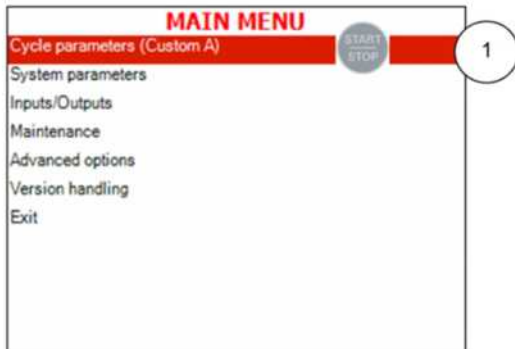 MAIN MENU
Cycle parameters (Custom A)
START
STOP
1
System parameters
Inputs/Outputs
Maintenance
Advanced options
Version handling
Exit